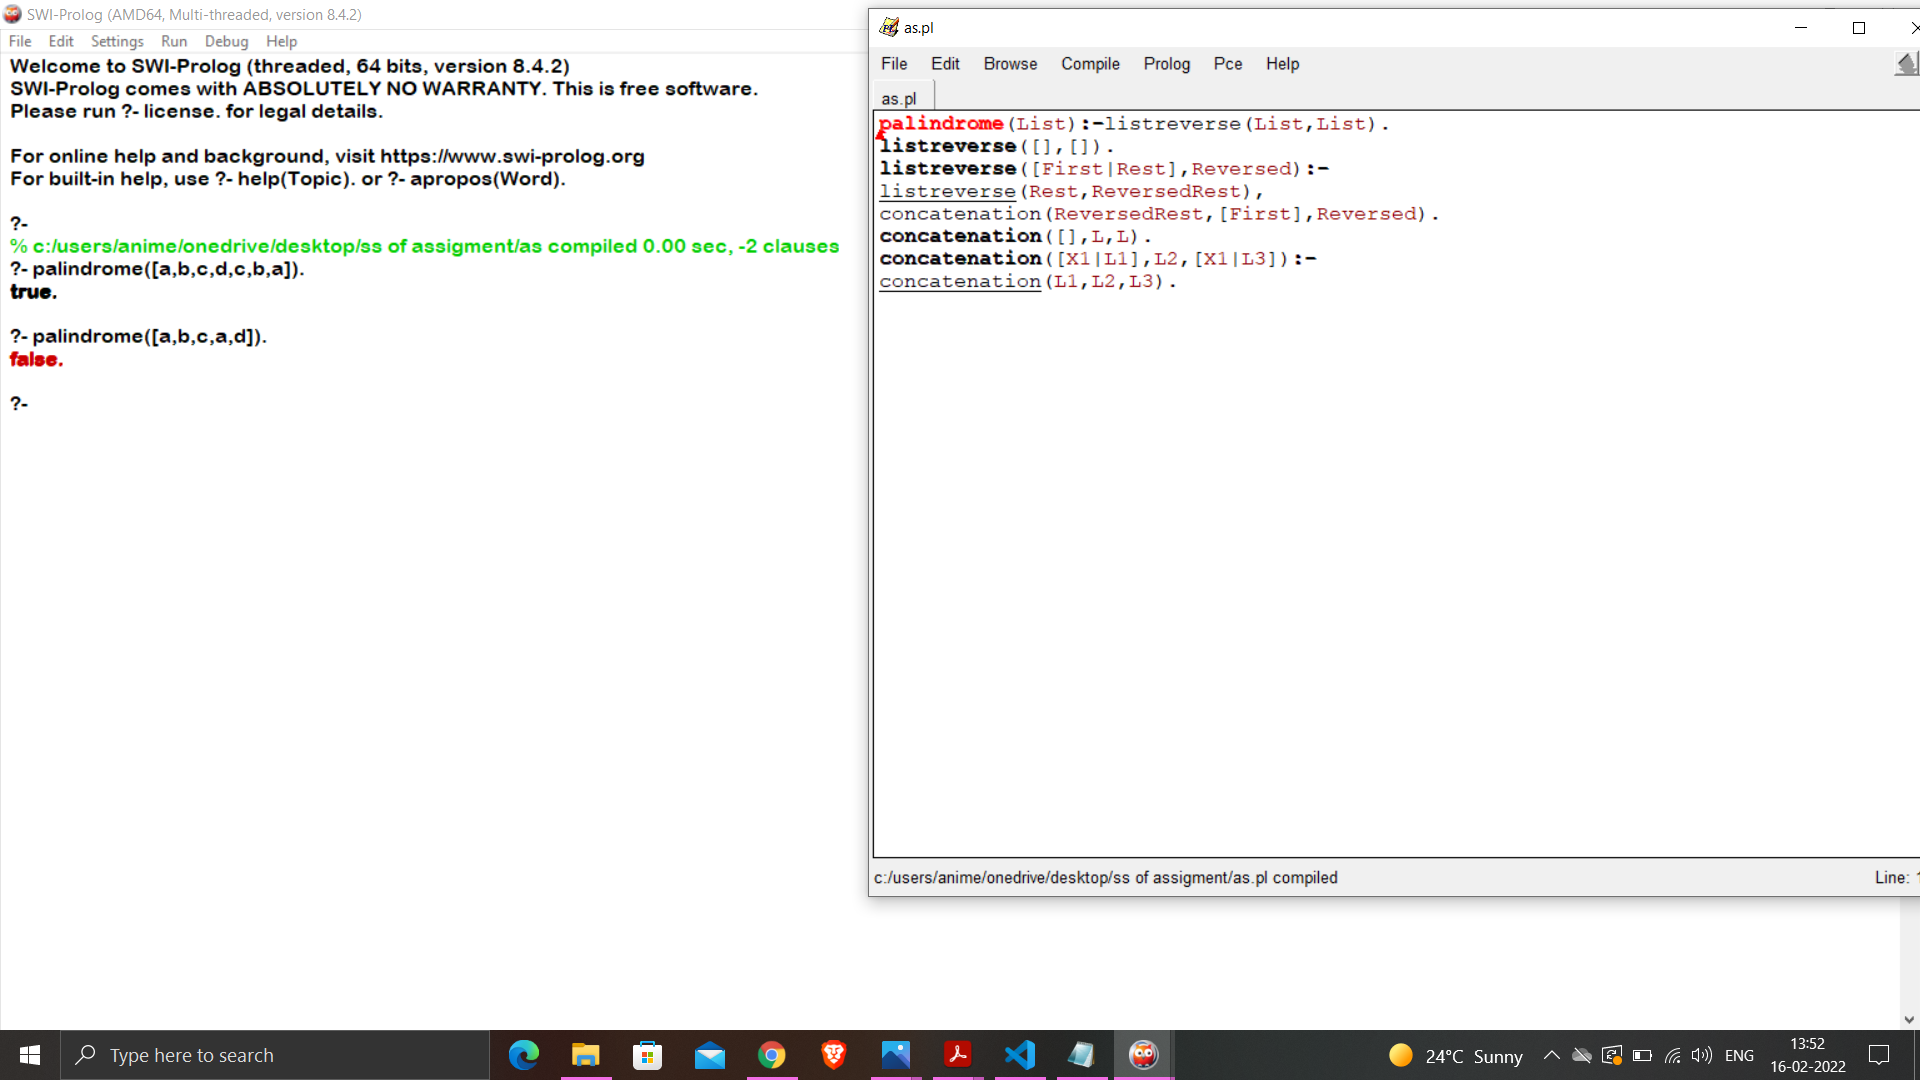 SWI-Prolog (AMD64, Multi-threaded, version 8.4.2)
File Edit Settings Run Debug Help
Welcome to SWI-Prolog (threaded, 64 bits, version 8.4.2)
SWI-Prolog comes with ABSOLUTELY NO WARRANTY. This is free software.
Please run ?- license. for legal details.
For online help and background, visit https://www.swi-prolog.org
For built-in help, use ?- help(Topic). or ?- apropos(Word).
?-
% c:/users/anime/onedrive/desktop/ss of assigment/as compiled 0.00 sec, -2 clauses
?- palindrome([a,b,c,d,c,b,a]).
true.
?- palindrome([a,b,c,a,d]).
false.
?-
as.pl
File Edit Browse Compile Prolog Pce Help
as.pl
palindrome(List):-listreverse(List,List).
listreverse([],[]).
listreverse([First|Rest],Reversed):-
listreverse(Rest,ReversedRest),
concatenation(ReversedRest,[First],Reversed).
concatenation([],L,L).
concatenation([X1|L1],L2,[X1|L3]):-
concatenation(L1,L2,L3).
c:/users/anime/onedrive/desktop/ss of assigment/as.pl compiled
Line:
Type here to search
24°C Sunny
ENG
13:52
16-02-2022